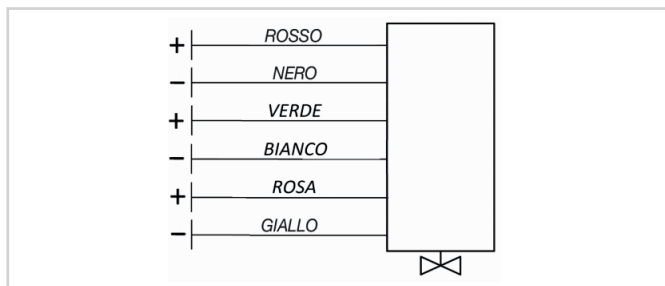 + ROSSO
− NERO
+ VERDE
− BIANCO
+ ROSA
− GIALLO